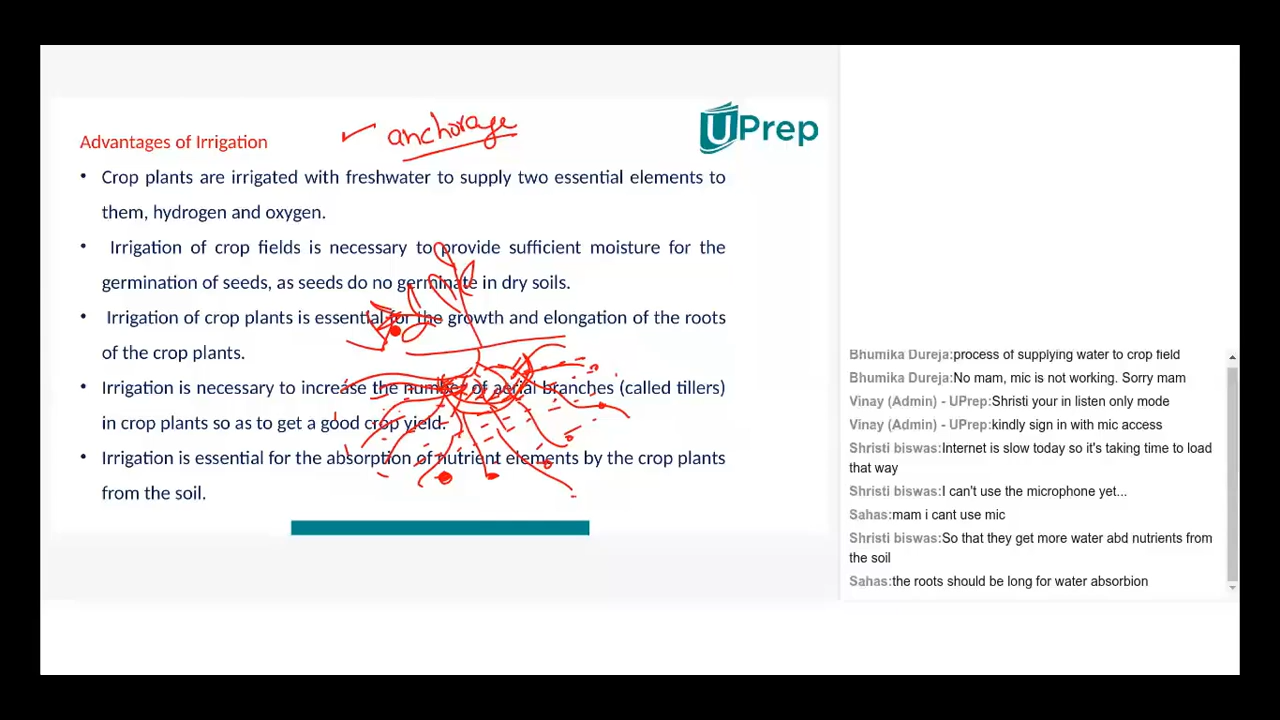 anchorage
UPrep
Advantages of Irrigation
• Crop plants are irrigated with freshwater to supply two essential elements to
them, hydrogen and oxygen.
• Irrigation of crop fields is necessary to provide sufficient moisture for the
germination of seeds, as seeds do no germinate in dry soils.
• Irrigation of crop plants is essential for the growth and elongation of the roots
of the crop plants.
• Irrigation is necessary to increase the number of aerial branches (called tillers)
in crop plants so as to get a good crop yield.
• Irrigation is essential for the absorption of nutrient elements by the crop plants
from the soil.
Bhumika Dureja:process of supplying water to crop field
Bhumika Dureja:No mam, mic is not working. Sorry mam
Vinay (Admin) - UPrep:Shristi your in listen only mode
Vinay (Admin) - UPrep:kindly sign in with mic access
Shristi biswas:Internet is slow today so it's taking time to load
that way
Shristi biswas:I can't use the microphone yet...
Sahas:mam i cant use mic
Shristi biswas:So that they get more water abd nutrients from
the soil
Sahas:the roots should be long for water absorbion